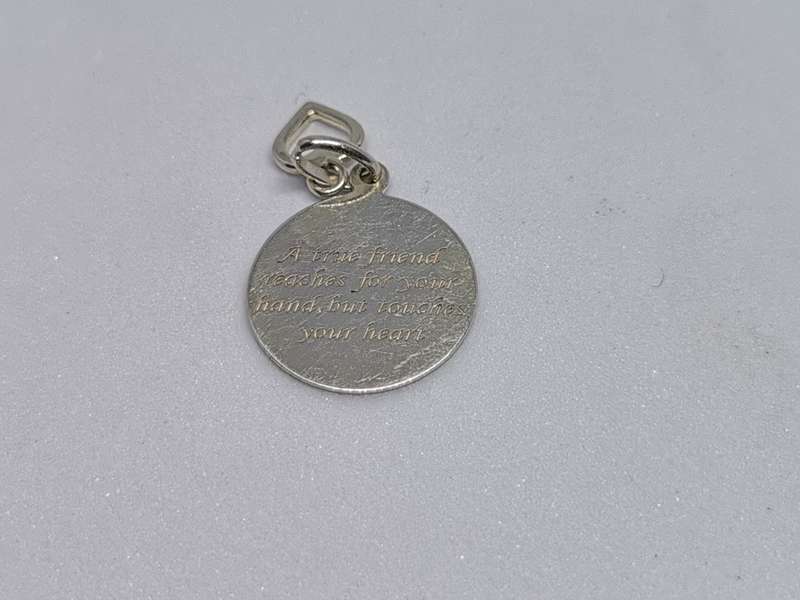 A true friend
reaches for your
hand, but touches
your heart